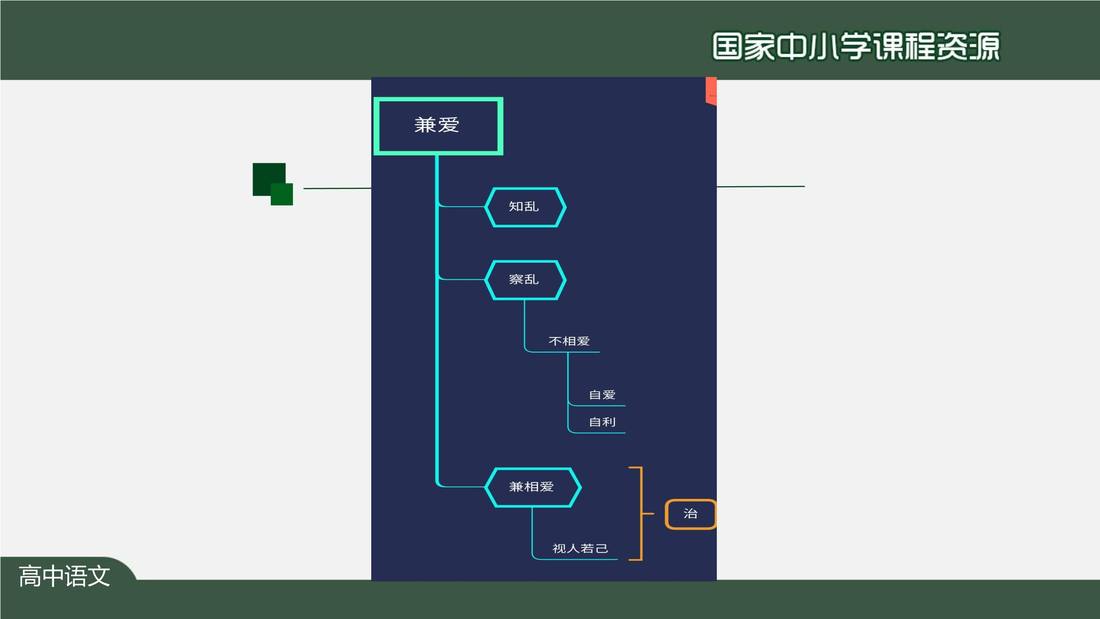 国家中小学课程资源
兼爱
知乱
察乱
不相爱
自爱
自利
兼相爱
治
视人若己
高中语文